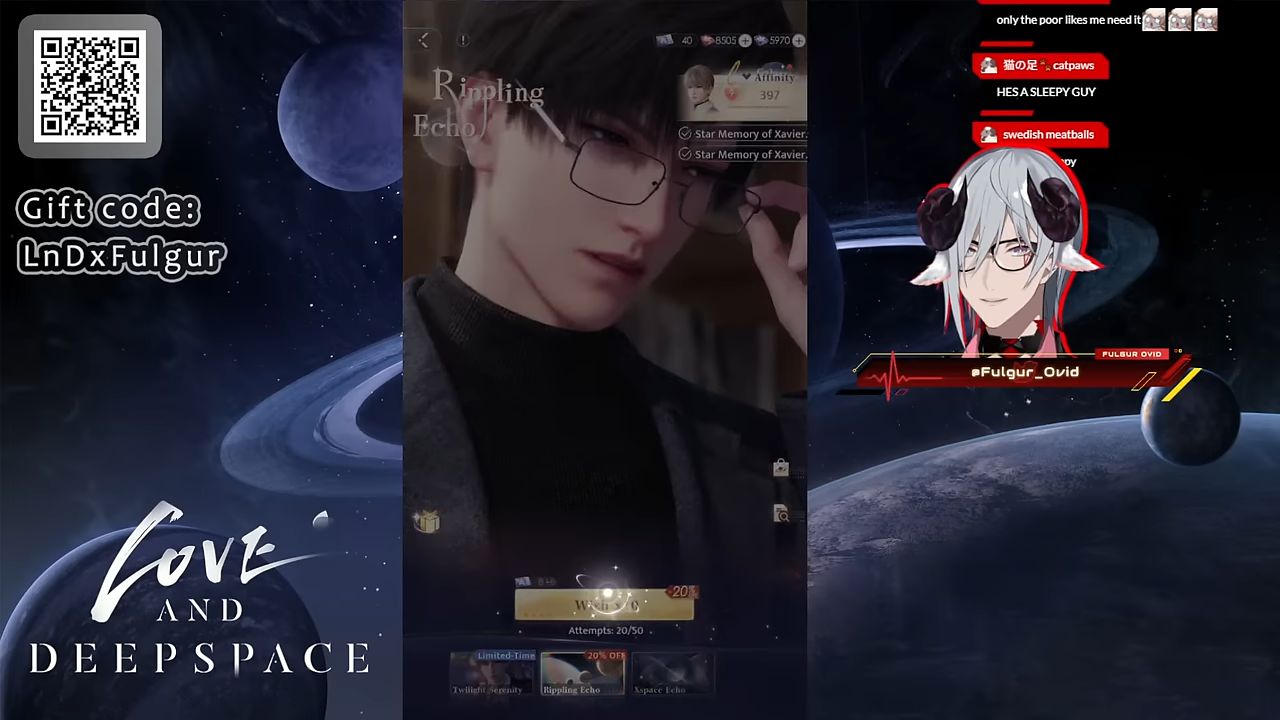 Gift code:
LnDxFulgur
LOVE
AND
DEEPSPACE
40
8505
5970
Rippling
Echo
Affinity
397
Star Memory of Xavier.
Star Memory of Xavier.
20%
Attempts: 20/50
Limited-Time
Twilight Serenity
20% OFF
Rippling Echo
Xspace Echo
only the poor likes me need it
猫の足🐾catpaws
HES A SLEEPY GUY
swedish meatballs
FULGUR OVID
@Fulgur_Ovid